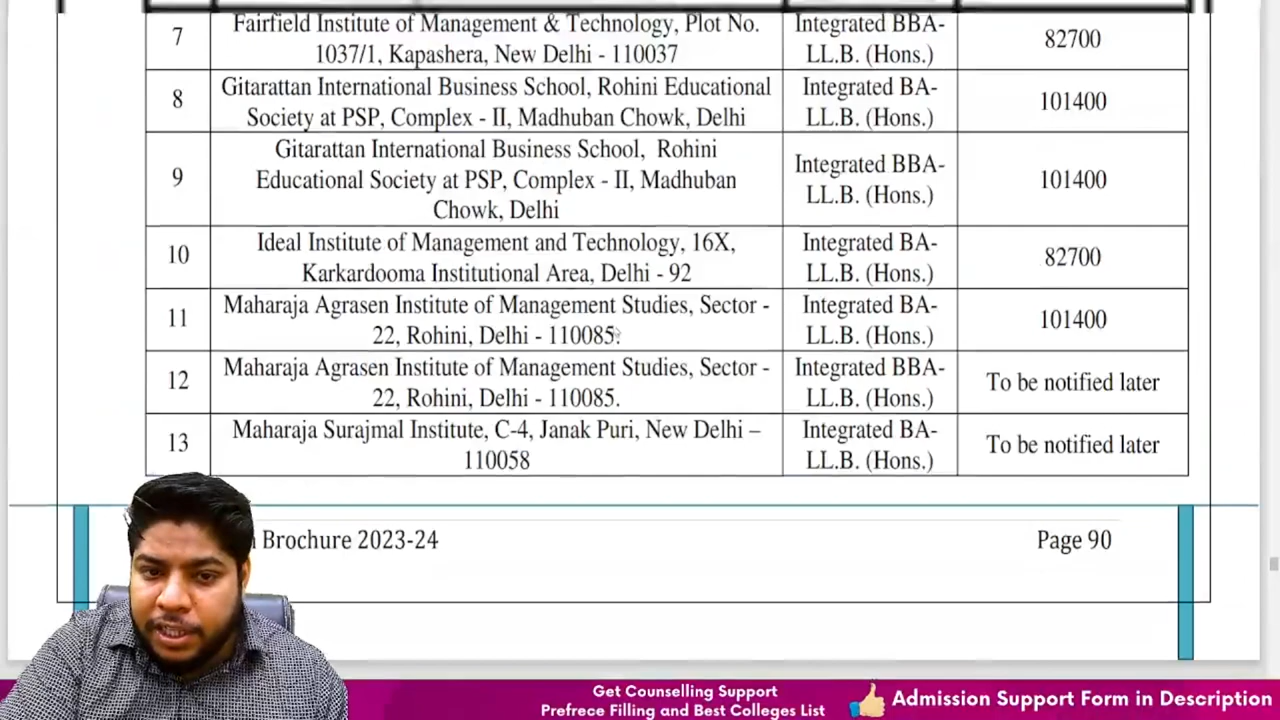 7
Fairfield Institute of Management & Technology, Plot No.
1037/1, Kapashera, New Delhi - 110037
Integrated BBA-
LL.B. (Hons.)
82700
8
Gitarattan International Business School, Rohini Educational
Society at PSP, Complex - II, Madhuban Chowk, Delhi
Integrated BA-
LL.B. (Hons.)
101400
9
Gitarattan International Business School, Rohini
Educational Society at PSP, Complex - II, Madhuban
Chowk, Delhi
Integrated BBA-
LL.B. (Hons.)
101400
10
Ideal Institute of Management and Technology, 16X,
Karkardooma Institutional Area, Delhi - 92
Integrated BA-
LL.B. (Hons.)
82700
11
Maharaja Agrasen Institute of Management Studies, Sector -
22, Rohini, Delhi - 110085.
Integrated BA-
LL.B. (Hons.)
101400
12
Maharaja Agrasen Institute of Management Studies, Sector -
22, Rohini, Delhi - 110085.
Integrated BBA-
LL.B. (Hons.)
To be notified later
13
Maharaja Surajmal Institute, C-4, Janak Puri, New Delhi –
110058
Integrated BA-
LL.B. (Hons.)
To be notified later
Brochure 2023-24
Page 90
Get Counselling Support
Prefrece Filling and Best Colleges List
Admission Support Form in Description